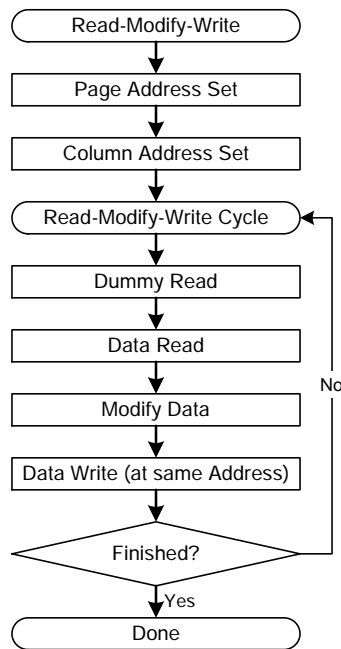 Read-Modify-Write
Page Address Set
Column Address Set
Read-Modify-Write Cycle
Dummy Read
Data Read
No
Modify Data
Data Write (at same Address)
Finished?
Yes
Done